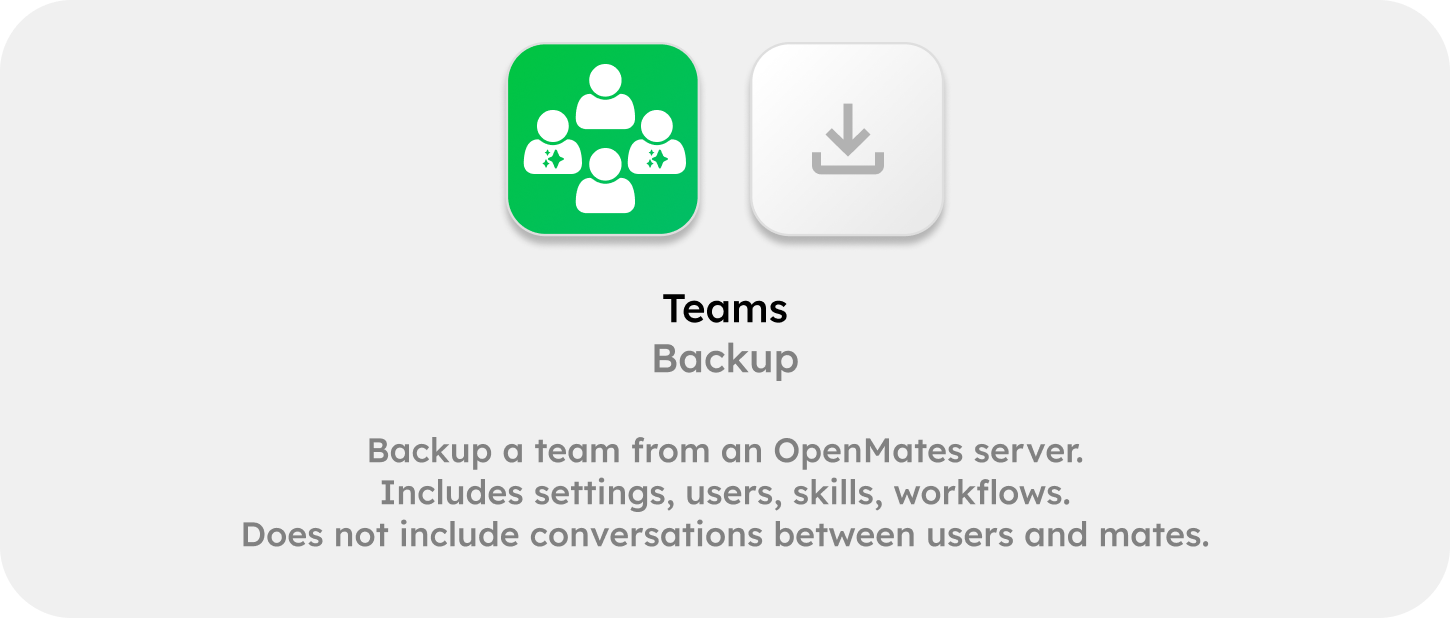 Teams
Backup
Backup a team from an OpenMates server.
Includes settings, users, skills, workflows.
Does not include conversations between users and mates.